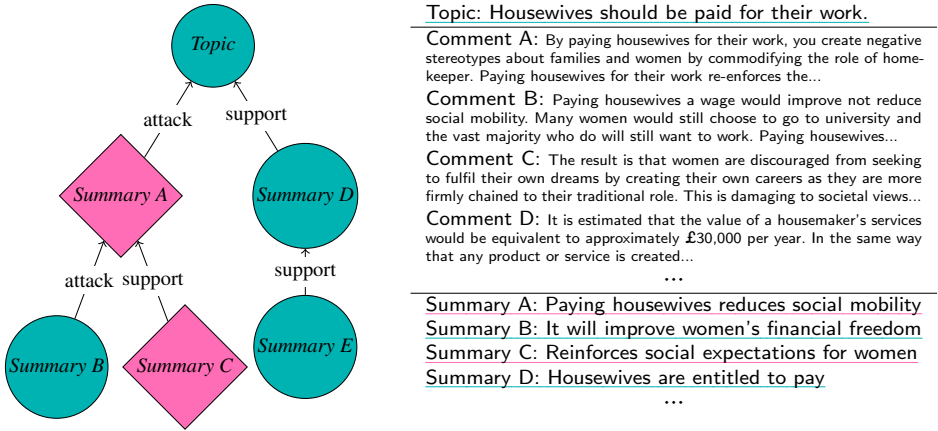 Topic
attack
support
Summary A
Summary D
attack
support
support
Summary B
Summary C
Summary E
Topic: Housewives should be paid for their work.
Comment A: By paying housewives for their work, you create negative
stereotypes about families and women by commodifying the role of home-
keeper. Paying housewives for their work re-enforces the...
Comment B: Paying housewives a wage would improve not reduce
social mobility. Many women would still choose to go to university and
the vast majority who do will still want to work. Paying housewives...
Comment C: The result is that women are discouraged from seeking
to fulfil their own dreams by creating their own careers as they are more
firmly chained to their traditional role. This is damaging to societal views...
Comment D: It is estimated that the value of a housemaker's services
would be equivalent to approximately £30,000 per year. In the same way
that any product or service is created...
...
Summary A: Paying housewives reduces social mobility
Summary B: It will improve women's financial freedom
Summary C: Reinforces social expectations for women
Summary D: Housewives are entitled to pay
...